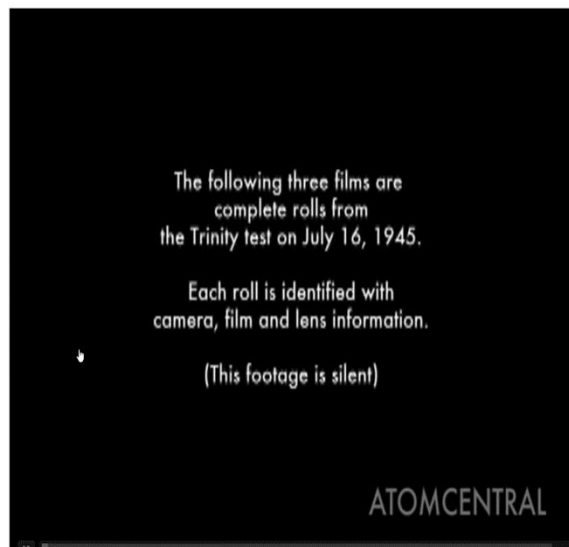 The following three films are
complete rolls from
the Trinity test on July 16, 1945.
Each roll is identified with
camera, film and lens information.
(This footage is silent)
ATOMCENTRAL